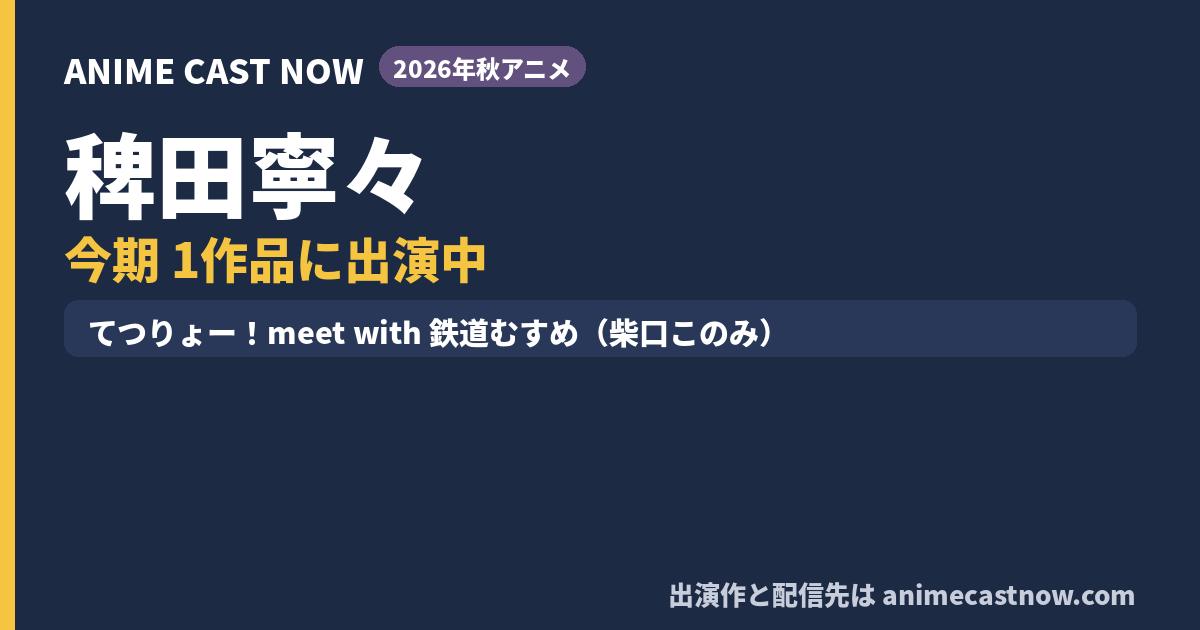 ANIME CAST NOW 2026年秋アニメ
稗田寧々
今期 1作品に出演中
てつりょー！meet with 鉄道むすめ（柴口このみ）
出演作と配信先は animecastnow.com